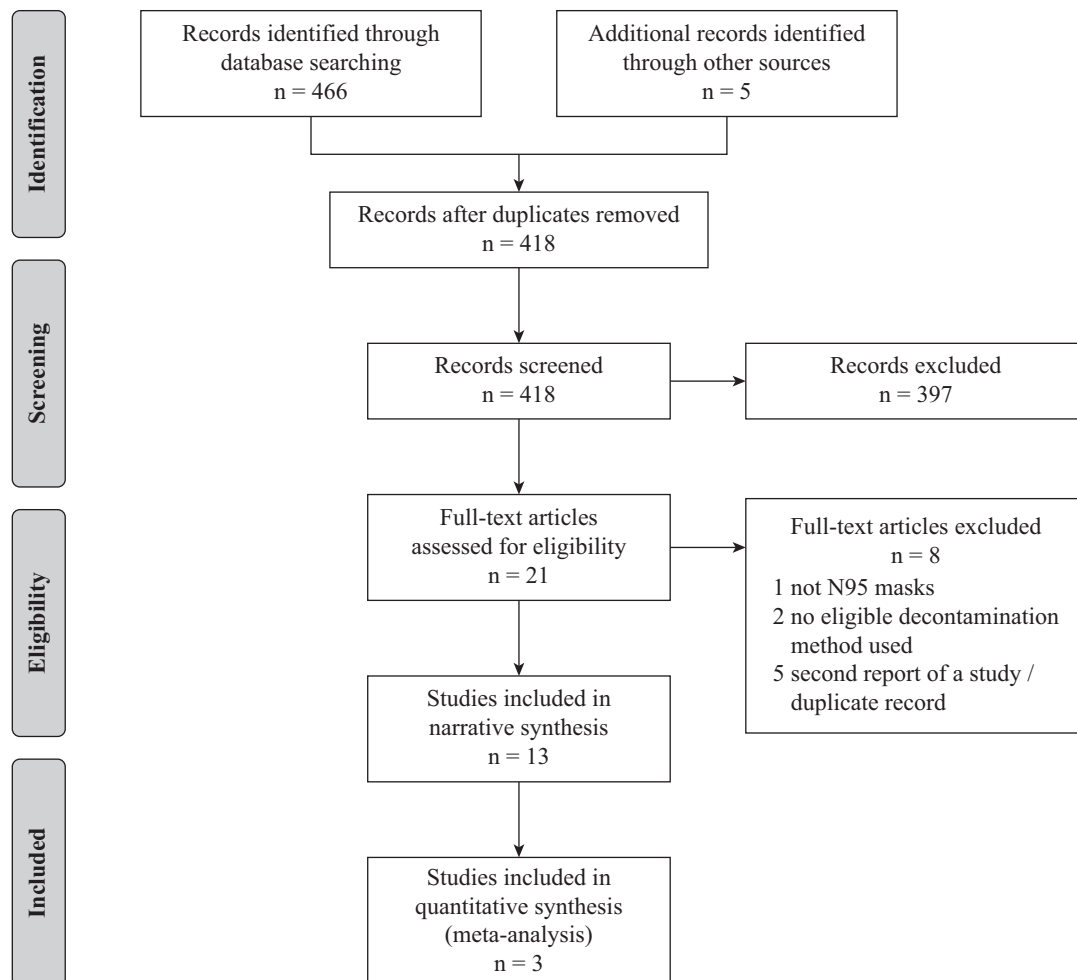 Identification
Records identified through
database searching
n = 466
Additional records identified
through other sources
n = 5
Records after duplicates removed
n = 418
Screening
Records screened
n = 418
Records excluded
n = 397
Eligibility
Full-text articles
assessed for eligibility
n = 21
Full-text articles excluded
n = 8
1 not N95 masks
2 no eligible decontamination
method used
5 second report of a study /
duplicate record
Studies included in
narrative synthesis
n = 13
Included
Studies included in
quantitative synthesis
(meta-analysis)
n = 3